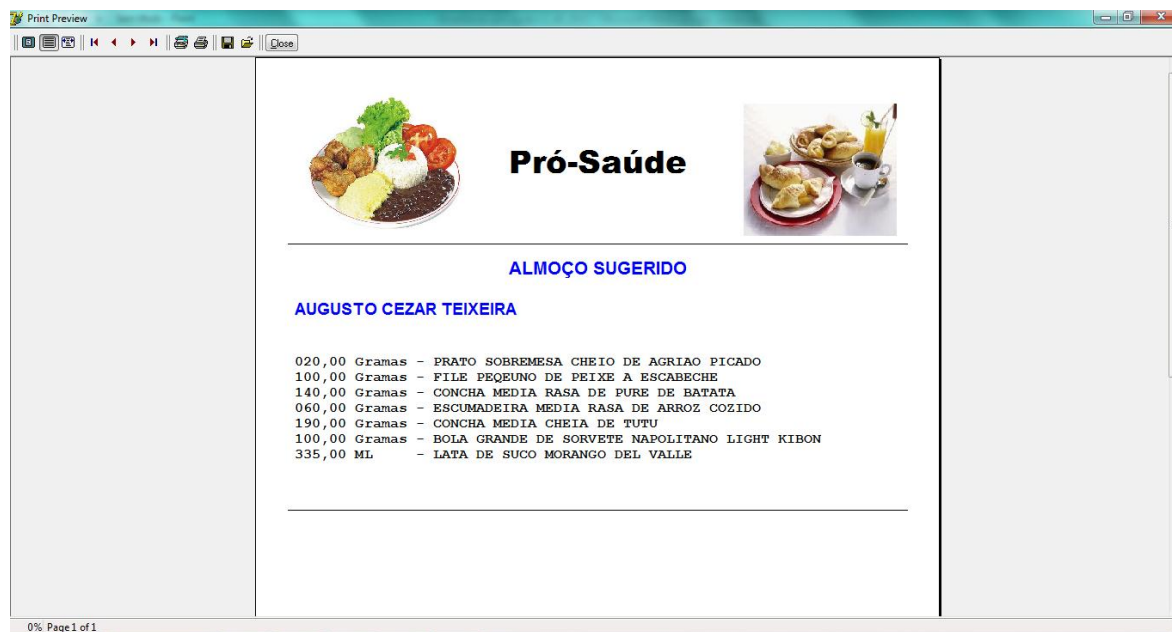 Print Preview
Close
Pró-Saúde
ALMOÇO SUGERIDO
AUGUSTO CEZAR TEIXEIRA
020,00 Gramas - PRATO SOBREMESA CHEIO DE AGRIAO PICADO
100,00 Gramas - FILE PEQEUNO DE PEIXE A ESCABECHE
140,00 Gramas - CONCHA MEDIA RASA DE PURE DE BATATA
060,00 Gramas - ESCUMADEIRA MEDIA RASA DE ARROZ COZIDO
190,00 Gramas - CONCHA MEDIA CHEIA DE TUTU
100,00 Gramas - BOLA GRANDE DE SORVETE NAPOLITANO LIGHT KIBON
335,00 ML - LATA DE SUCO MORANGO DEL VALLE
0% Page 1 of 1